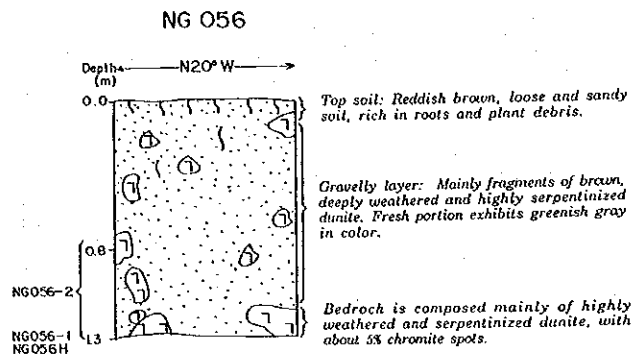 NG 056
Depth
(m)
N20°W
0.0
Top soil: Reddish brown, loose and sandy
soil, rich in roots and plant debris.
Gravelly layer: Mainly fragments of brown,
deeply weathered and highly serpentinized
dunite. Fresh portion exhibits greenish gray
in color.
0.8
NG056-2
Bedroch is composed mainly of highly
weathered and serpentinized dunite, with
about 5% chromite spots.
NG056-1
NG056H
1.3